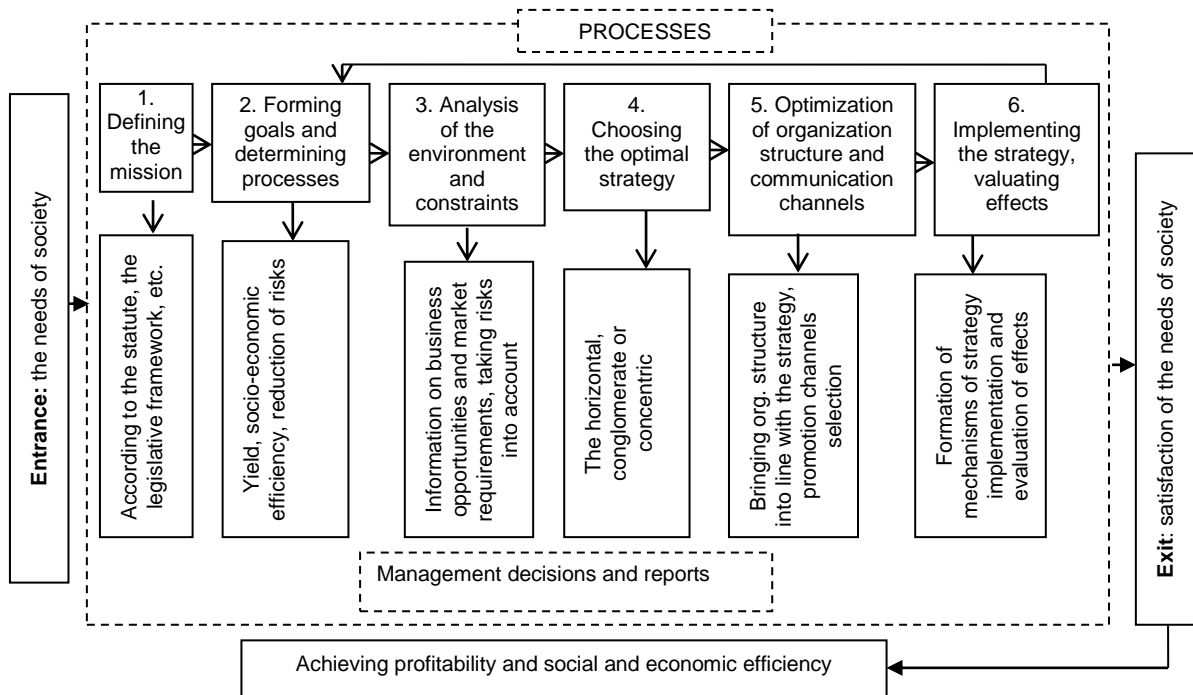 PROCESSES
Entrance: the needs of society
1.
Defining
the
mission
2. Forming
goals and
determining
processes
3. Analysis
of the
environment
and
constraints
4.
Choosing
the optimal
strategy
5. Optimization
of organization
structure and
communication
channels
6.
Implementing
the strategy,
valuating
effects
According to the statute, the
legislative framework, etc.
Yield, socio-economic
efficiency, reduction of risks
Information on business
opportunities and market
requirements, taking risks
into account
The horizontal,
conglomerate or
concentric
Bringing org. structure
into line with the strategy,
promotion channels
selection
Formation of
mechanisms of strategy
implementation and
evaluation of effects
Exit: satisfaction of the needs of society
Management decisions and reports
Achieving profitability and social and economic efficiency